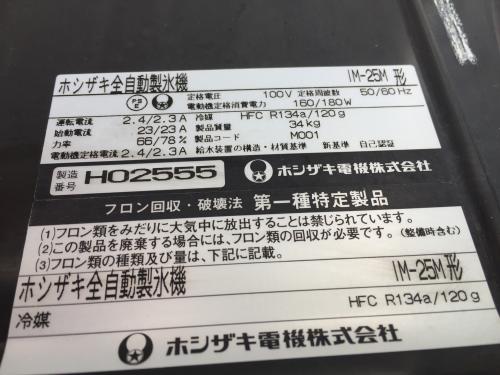 ホシザキ全自動製氷機 IM-25M 形
PSE 定格電圧 100V 定格周波数 50/60Hz
電動機定格消費電力 160/180W
運転電流 2.4/2.3A 冷媒 HFC R134a/120g
始動電流 23/23A 製品質量 34kg
力率 66/78% 製品コード M001
電動機電流 2.4/2.3A 給水装置の構造・材質基準 新基準 自己認証
製造番号 H02555 ホシザキ電機株式会社
フロン回収・破壊法 第一種特定製品
(1)フロン類をみだりに大気中に放出することは禁じられています。
(2)この製品を廃棄する場合には、フロン類の回収が必要です。(整備時含む)
(3)フロン類の種類及び量は、下記に記載。
ホシザキ全自動製氷機 IM-25M 形
冷媒 HFC R134a/120g
ホシザキ電機株式会社